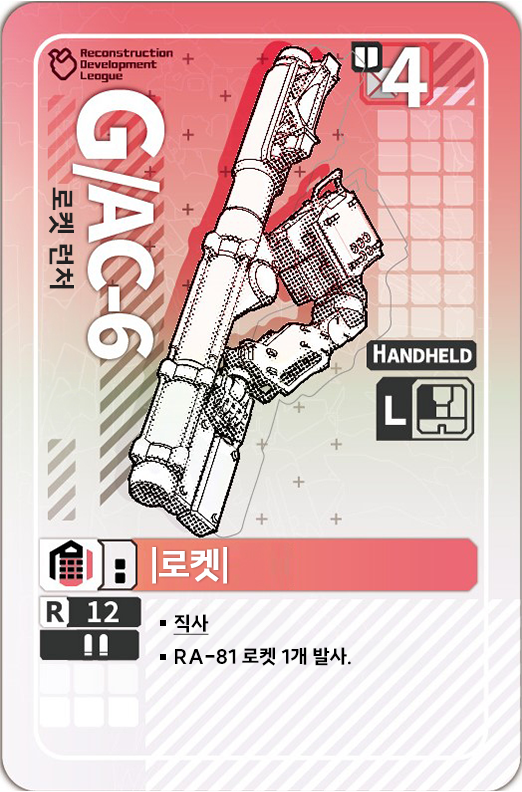 Reconstruction
Development
League
4
G/AC-6
로켓 런처
HANDHELD
L
|로켓|
R 12
▪ 직사
▪ RA-81 로켓 1개 발사.